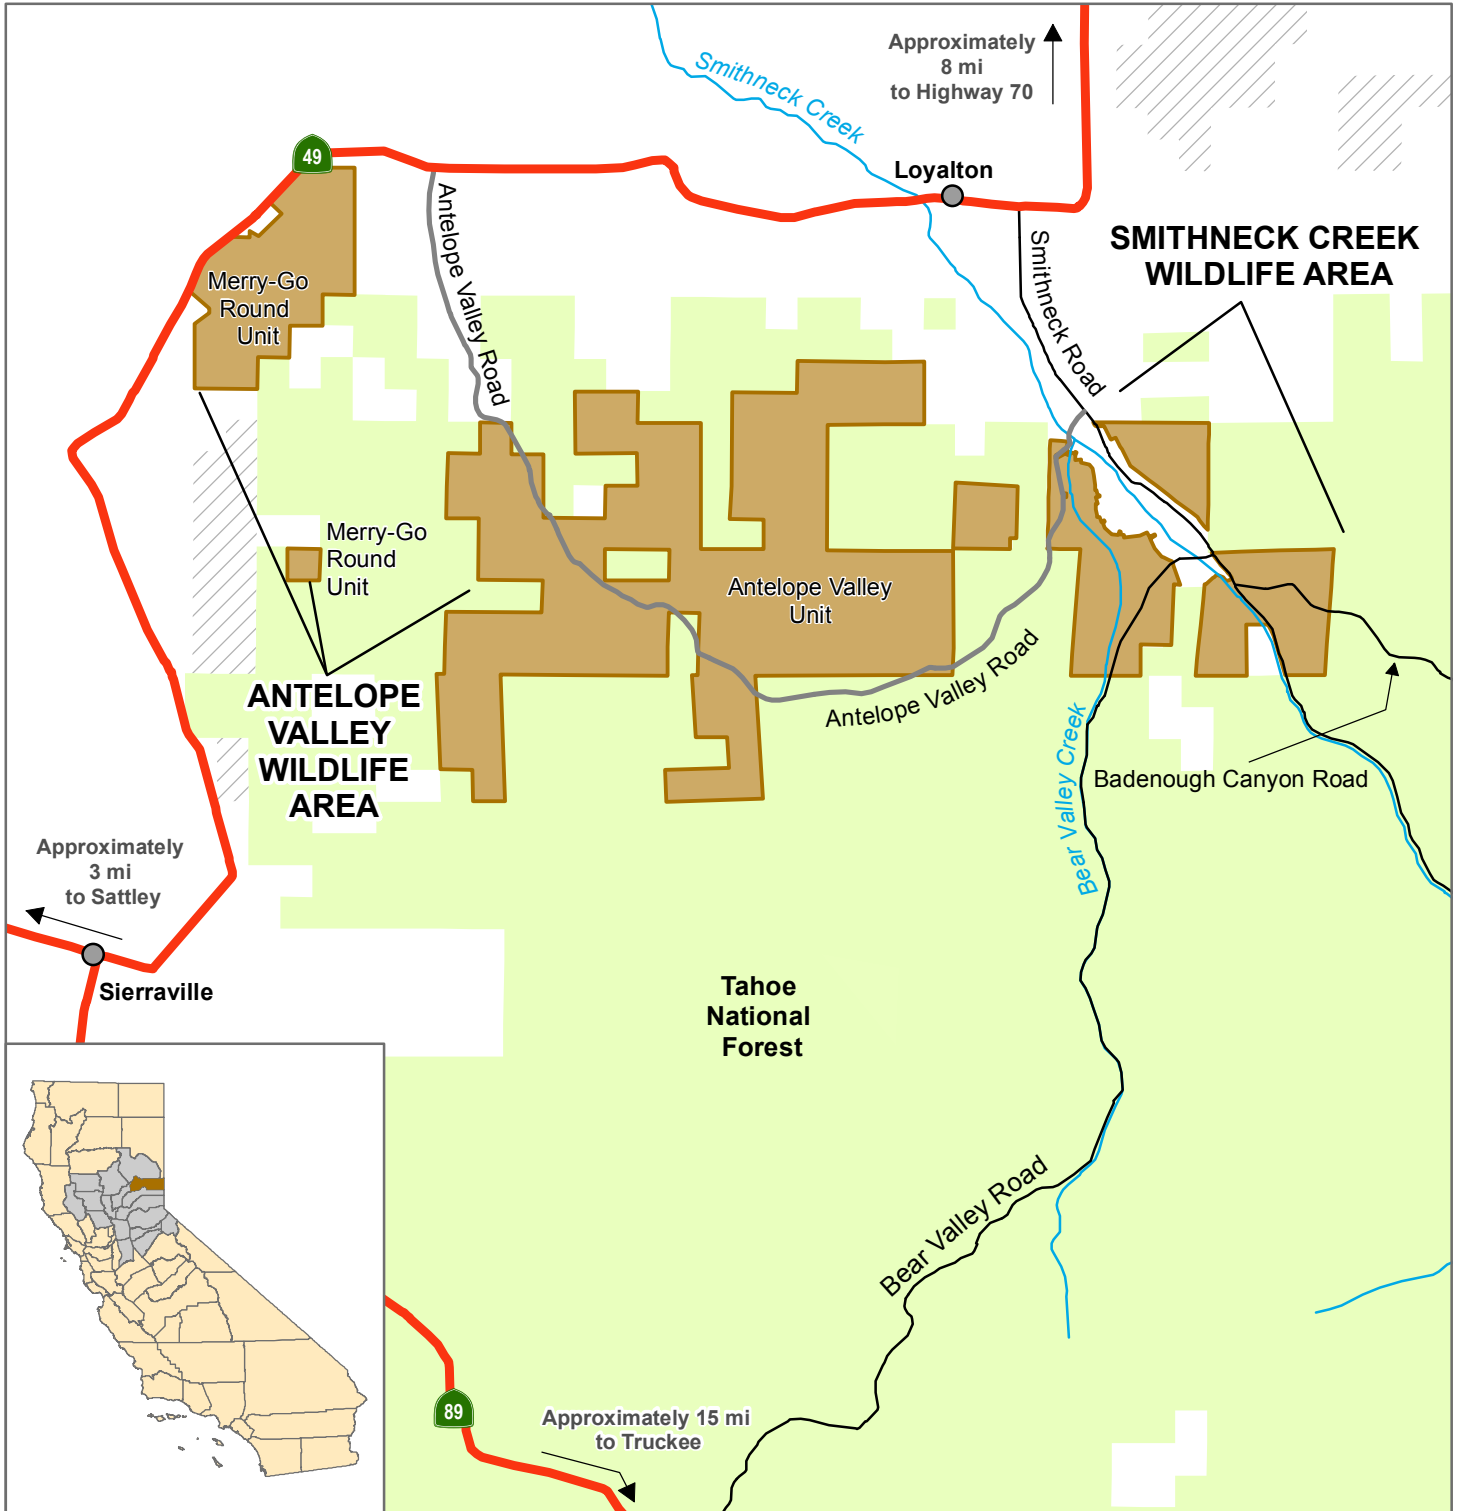 Approximately
8 mi
to Highway 70
Smithneck Creek
49
Loyalton
Antelope Valley Road
Smithneck Road
SMITHNECK CREEK
WILDLIFE AREA
Merry-Go
Round
Unit
Merry-Go
Round
Unit
Antelope Valley
Unit
Antelope Valley Road
ANTELOPE
VALLEY
WILDLIFE
AREA
Bear Valley Creek
Badenough Canyon Road
Approximately
3 mi
to Sattley
Sierraville
Tahoe
National
Forest
Bear Valley Road
89
Approximately 15 mi
to Truckee